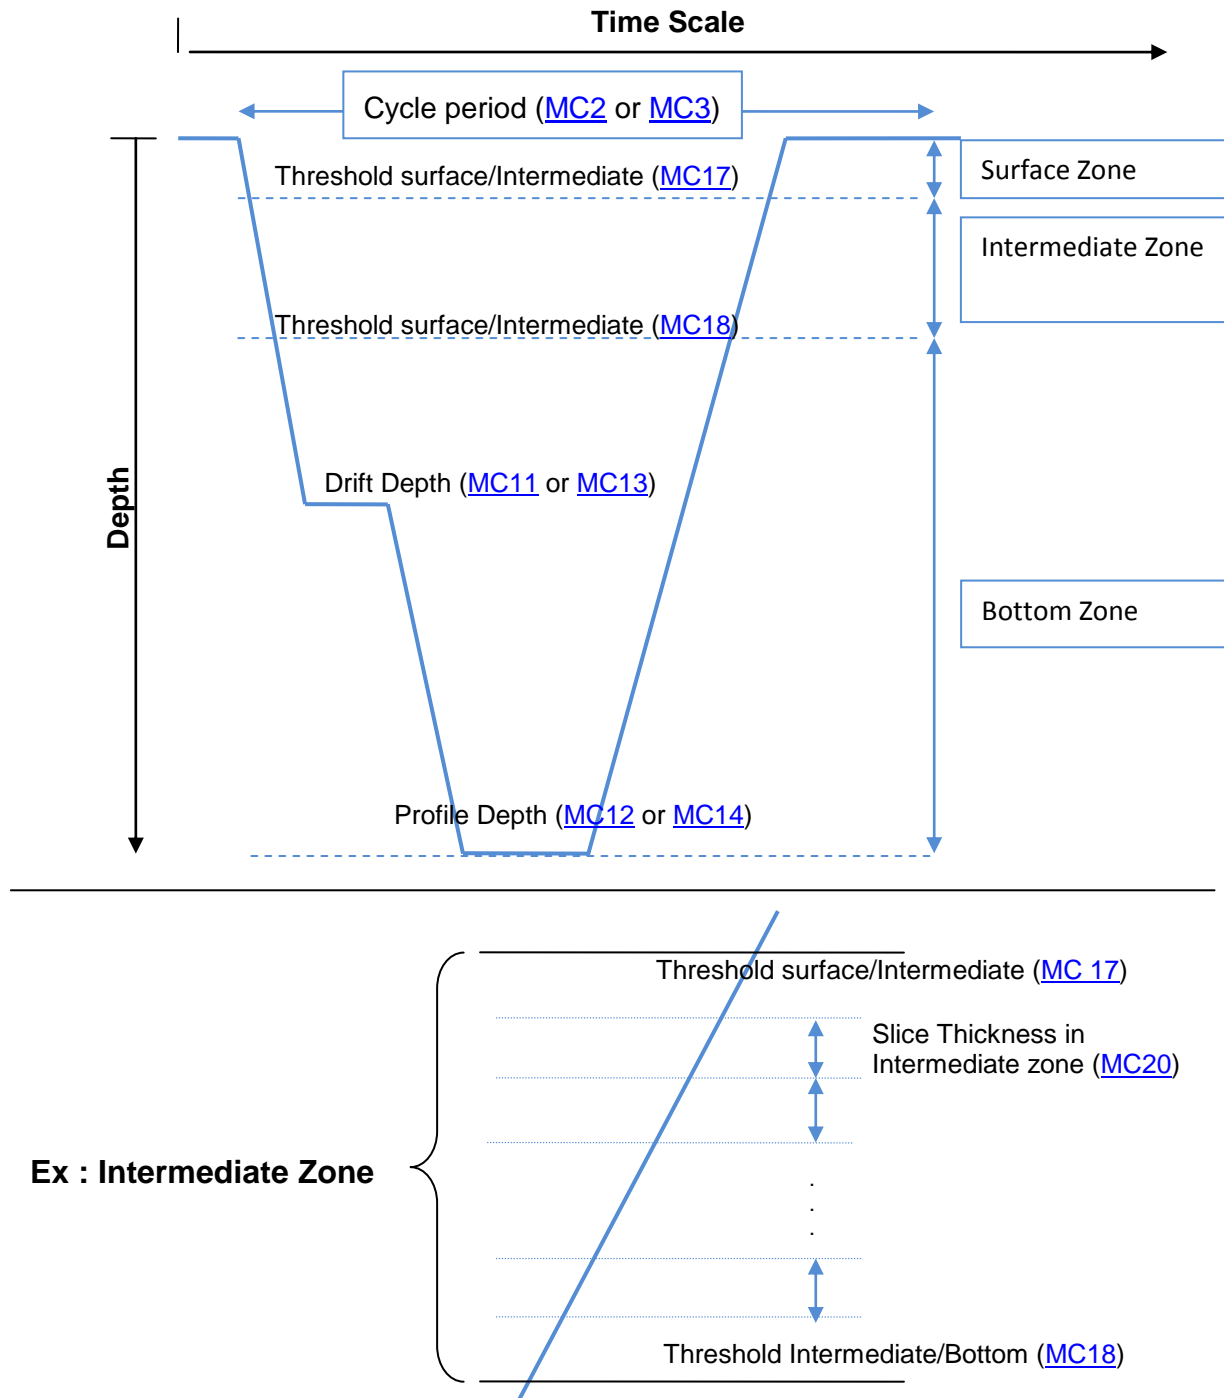 Time Scale
Cycle period (MC2 or MC3)
Surface Zone
Threshold surface/Intermediate (MC17)
Intermediate Zone
Threshold surface/Intermediate (MC18)
Depth
Drift Depth (MC11 or MC13)
Bottom Zone
Profile Depth (MC12 or MC14)
Threshold surface/Intermediate (MC 17)
Slice Thickness in
Intermediate zone (MC20)
Ex : Intermediate Zone
.
.
.
Threshold Intermediate/Bottom (MC18)